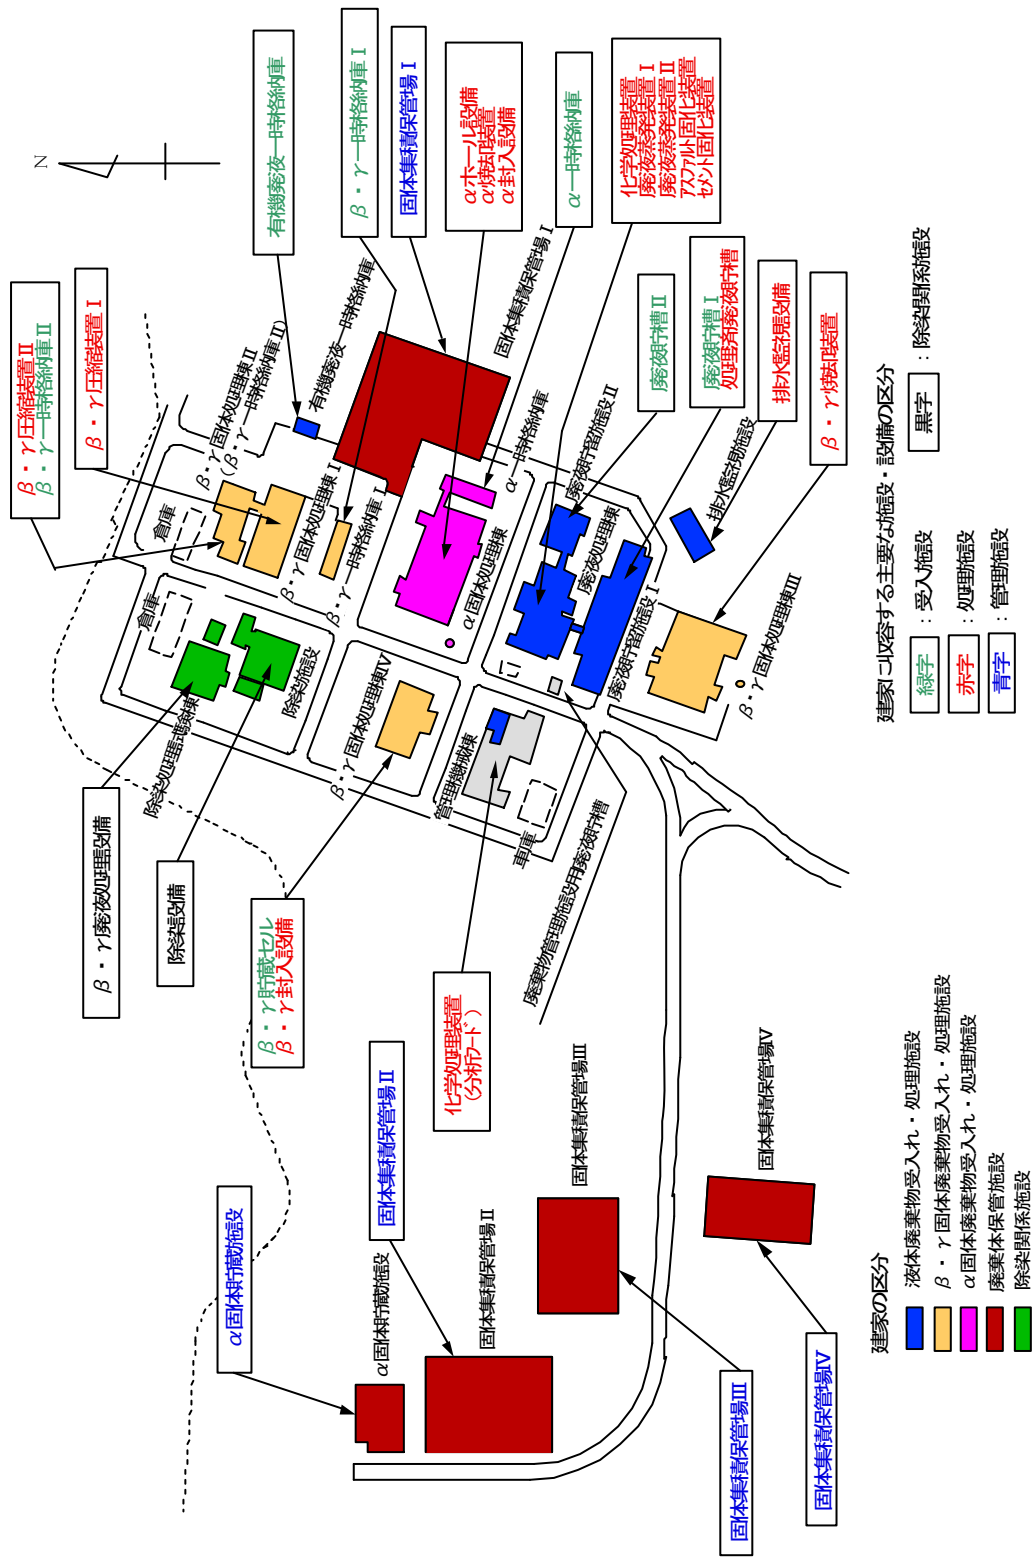 N
β・γ圧縮装置Ⅱ
β・γ一時格納庫Ⅱ
β・γ圧縮装置Ⅰ
有機廃液一時格納庫
β・γ一時格納庫Ⅰ
固体集積保管場Ⅰ
αホール設備
α焼却装置
α封入設備
α一時格納庫
化学処理装置
廃液蒸発装置Ⅰ
廃液蒸発装置Ⅱ
アスファルト固化装置
セメント固化装置
廃液貯槽Ⅱ
廃液貯槽Ⅰ
処理済廃液貯槽
排水監視設備
β・γ焼却装置
倉庫
倉庫
β・γ固体処理棟Ⅱ
(β・γ一時格納庫Ⅱ)
有機廃液一時格納庫
β・γ固体処理棟Ⅰ
β・γ一時格納庫Ⅰ
固体集積保管場Ⅰ
α一時格納庫
α固体処理棟
廃液貯留施設Ⅱ
廃液処理棟
廃液貯留施設Ⅰ
排水監視施設
β・γ固体処理棟Ⅲ
除染処理試験棟
除染施設
β・γ固体処理棟Ⅳ
管理機械棟
車庫
廃棄物管理施設用廃液貯槽
β・γ廃液処理設備
除染設備
β・γ貯蔵セル
β・γ封入設備
化学処理装置
(分析フード)
α固体貯蔵施設
固体集積保管場Ⅱ
α固体貯蔵施設
固体集積保管場Ⅱ
固体集積保管場Ⅲ
固体集積保管場Ⅳ
固体集積保管場Ⅲ
固体集積保管場Ⅳ
建家の区分
液体廃棄物受入れ・処理施設
β・γ固体廃棄物受入れ・処理施設
α固体廃棄物受入れ・処理施設
廃棄体保管施設
除染関係施設
建家に収容する主要な施設・設備の区分
緑字：受入施設
赤字：処理施設
青字：管理施設
黒字：除染関係施設